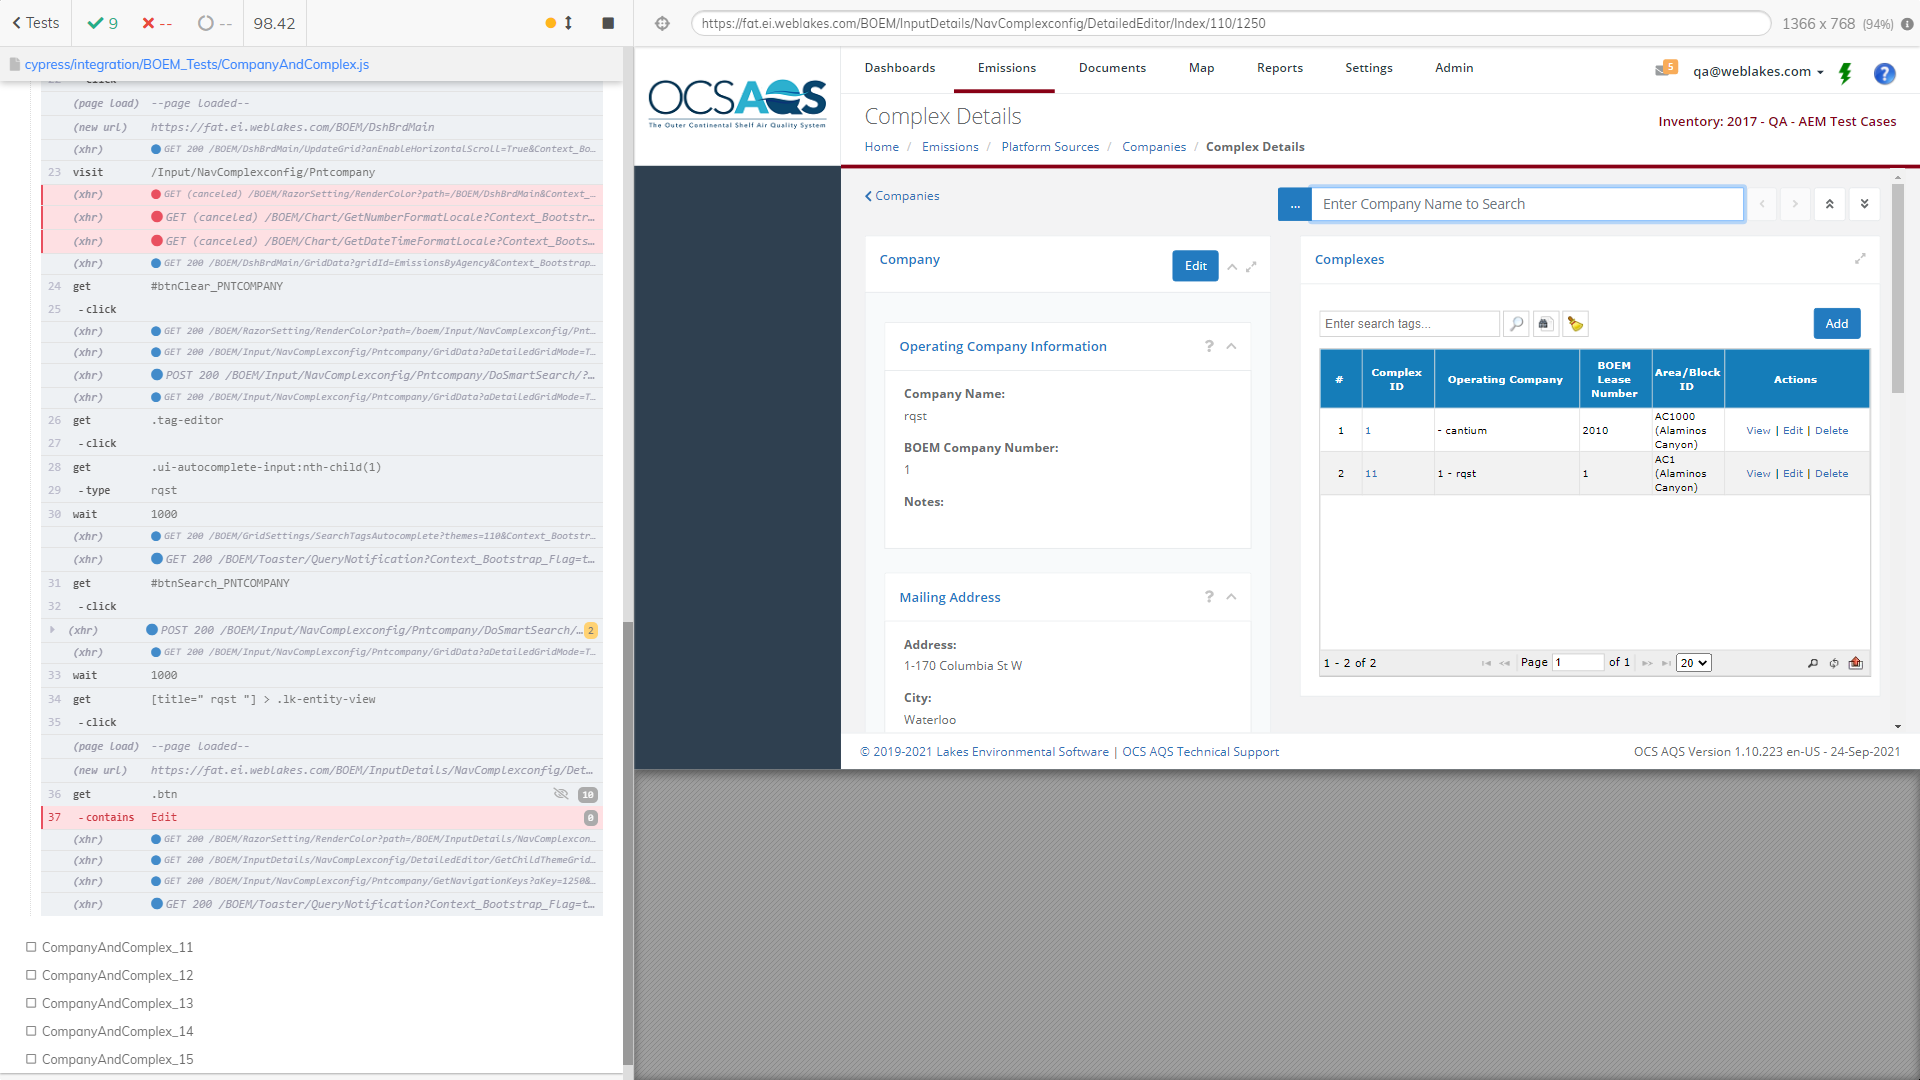 Tests
9
--
--
98.42
https://fat.ei.weblakes.com/BOEM/InputDetails/NavComplexconfig/DetailedEditor/Index/110/1250
1366 x 768 (94%)
cypress/integration/BOEM_Tests/CompanyAndComplex.js
(page load) --page loaded--
(new url) https://fat.ei.weblakes.com/BOEM/DshBrdMain
(xhr) GET 200 /BOEM/DshBrdMain/UpdateGrid?anEnableHorizontalScroll=True&Context_Bo...
23 visit /Input/NavComplexconfig/Pntcompany
(xhr) GET (canceled) /BOEM/RazorSetting/RenderColor?path=/BOEM/DshBrdMain&Context_...
(xhr) GET (canceled) /BOEM/Chart/GetNumberFormatLocale?Context_Bootstr...
(xhr) GET (canceled) /BOEM/Chart/GetDateTimeFormatLocale?Context_Boots...
(xhr) GET 200 /BOEM/DshBrdMain/GridData?gridId=EmissionsByAgency&Context_Bootstrap...
24 get #btnClear_PNTCOMPANY
25 -click
(xhr) GET 200 /BOEM/RazorSetting/RenderColor?path=/boem/Input/NavComplexconfig/Pnt...
(xhr) GET 200 /BOEM/Input/NavComplexconfig/Pntcompany/GridData?aDetailedGridMode=T...
(xhr) POST 200 /BOEM/Input/NavComplexconfig/Pntcompany/DoSmartSearch/?...
(xhr) GET 200 /BOEM/Input/NavComplexconfig/Pntcompany/GridData?aDetailedGridMode=T...
26 get .tag-editor
27 -click
28 get .ui-autocomplete-input:nth-child(1)
29 -type rqst
30 wait 1000
(xhr) GET 200 /BOEM/GridSettings/SearchTagsAutocomplete?themes=110&Context_Bootstr...
(xhr) GET 200 /BOEM/Toaster/QueryNotification?Context_Bootstrap_Flag=t...
31 get #btnSearch_PNTCOMPANY
32 -click
(xhr) POST 200 /BOEM/Input/NavComplexconfig/Pntcompany/DoSmartSearch/... 2
(xhr) GET 200 /BOEM/Input/NavComplexconfig/Pntcompany/GridData?aDetailedGridMode=T...
33 wait 1000
34 get [title=" rqst "] > .lk-entity-view
35 -click
(page load) --page loaded--
(new url) https://fat.ei.weblakes.com/BOEM/InputDetails/NavComplexconfig/Det...
36 get .btn 10
37 -contains Edit 0
(xhr) GET 200 /BOEM/RazorSetting/RenderColor?path=/BOEM/InputDetails/NavComplexcon...
(xhr) GET 200 /BOEM/InputDetails/NavComplexconfig/DetailedEditor/GetChildThemeGrid...
(xhr) GET 200 /BOEM/Input/NavComplexconfig/Pntcompany/GetNavigationKeys?aKey=1250&...
(xhr) GET 200 /BOEM/Toaster/QueryNotification?Context_Bootstrap_Flag=t...
CompanyAndComplex_11
CompanyAndComplex_12
CompanyAndComplex_13
CompanyAndComplex_14
CompanyAndComplex_15
OCSAQS
The Outer Continental Shelf Air Quality System
Dashboards Emissions Documents Map Reports Settings Admin
5
qa@weblakes.com
?
Complex Details
Inventory: 2017 - QA - AEM Test Cases
Home / Emissions / Platform Sources / Companies / Complex Details
Companies
... Enter Company Name to Search
Company
Edit
Operating Company Information
?
Company Name:
rqst
BOEM Company Number:
1
Notes:
Mailing Address
?
Address:
1-170 Columbia St W
City:
Waterloo
Complexes
Enter search tags...
Add
# Complex ID Operating Company BOEM Lease Number Area/Block ID Actions
1 1 - cantium 2010 AC1000 (Alaminos Canyon) View | Edit | Delete
2 11 1 - rqst 1 AC1 (Alaminos Canyon) View | Edit | Delete
1 - 2 of 2
Page 1 of 1
20
© 2019-2021 Lakes Environmental Software | OCS AQS Technical Support
OCS AQS Version 1.10.223 en-US - 24-Sep-2021